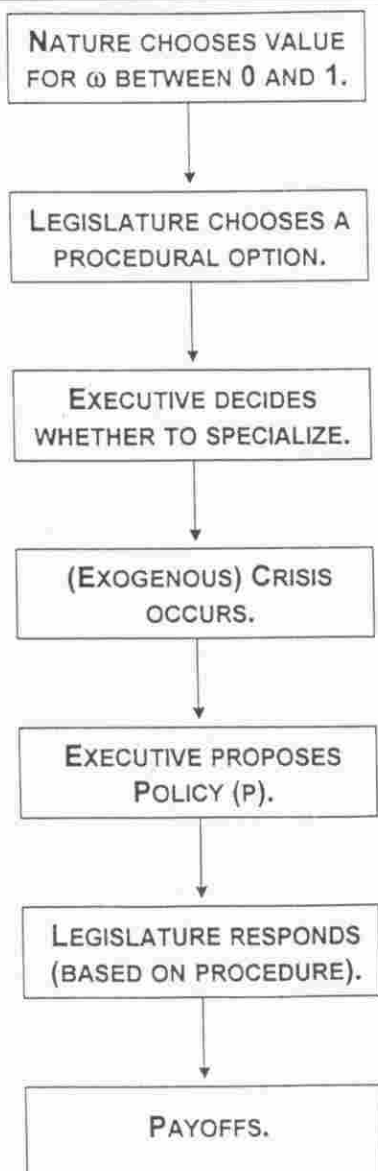 NATURE CHOOSES VALUE
FOR ω BETWEEN 0 AND 1.
LEGISLATURE CHOOSES A
PROCEDURAL OPTION.
EXECUTIVE DECIDES
WHETHER TO SPECIALIZE.
(EXOGENOUS) CRISIS
OCCURS.
EXECUTIVE PROPOSES
POLICY (P).
LEGISLATURE RESPONDS
(BASED ON PROCEDURE).
PAYOFFS.